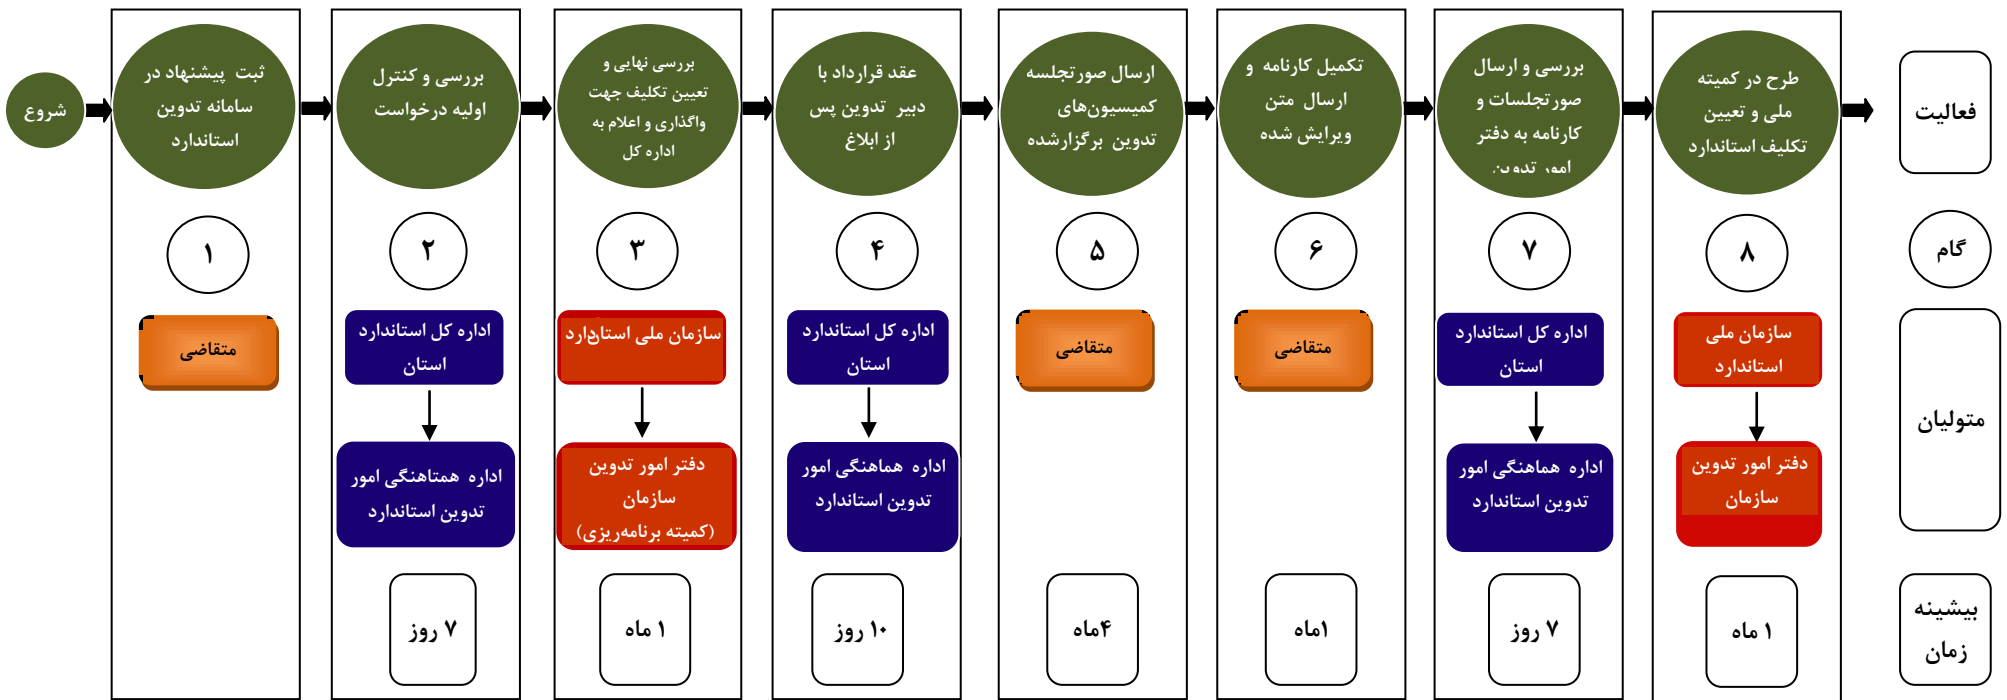 شروع
ثبت پیشنهاد در
سامانه تدوین
استاندارد
۱
متقاضی
بررسی و کنترل
اولیه درخواست
۲
اداره کل استاندارد
استان
اداره همتاهنگی امور
تدوین استاندارد
۷ روز
بررسی نهایی و
تعیین تکلیف جهت
واگذاری و اعلام به
اداره کل
۳
سازمان ملی استاندارد
دفتر امور تدوین
سازمان
(کمیته برنامه‌ریزی)
۱ ماه
عقد قرارداد با
دبیر تدوین پس
از ابلاغ
۴
اداره کل استاندارد
استان
اداره هماهنگی امور
تدوین استاندارد
۱۰ روز
ارسال صورتجلسه
کمیسیون‌های
تدوین برگزارشده
۵
متقاضی
۴ماه
تکمیل کارنامه و
ارسال متن
ویرایش شده
۶
متقاضی
۱ماه
بررسی و ارسال
صورتجلسات و
کارنامه به دفتر
امور تدوین
۷
اداره کل استاندارد
استان
اداره هماهنگی امور
تدوین استاندارد
۷ روز
طرح در کمیته
ملی و تعیین
تکلیف استاندارد
۸
سازمان ملی
استاندارد
دفتر امور تدوین
سازمان
۱ ماه
فعالیت
گام
متولیان
بیشینه
زمان